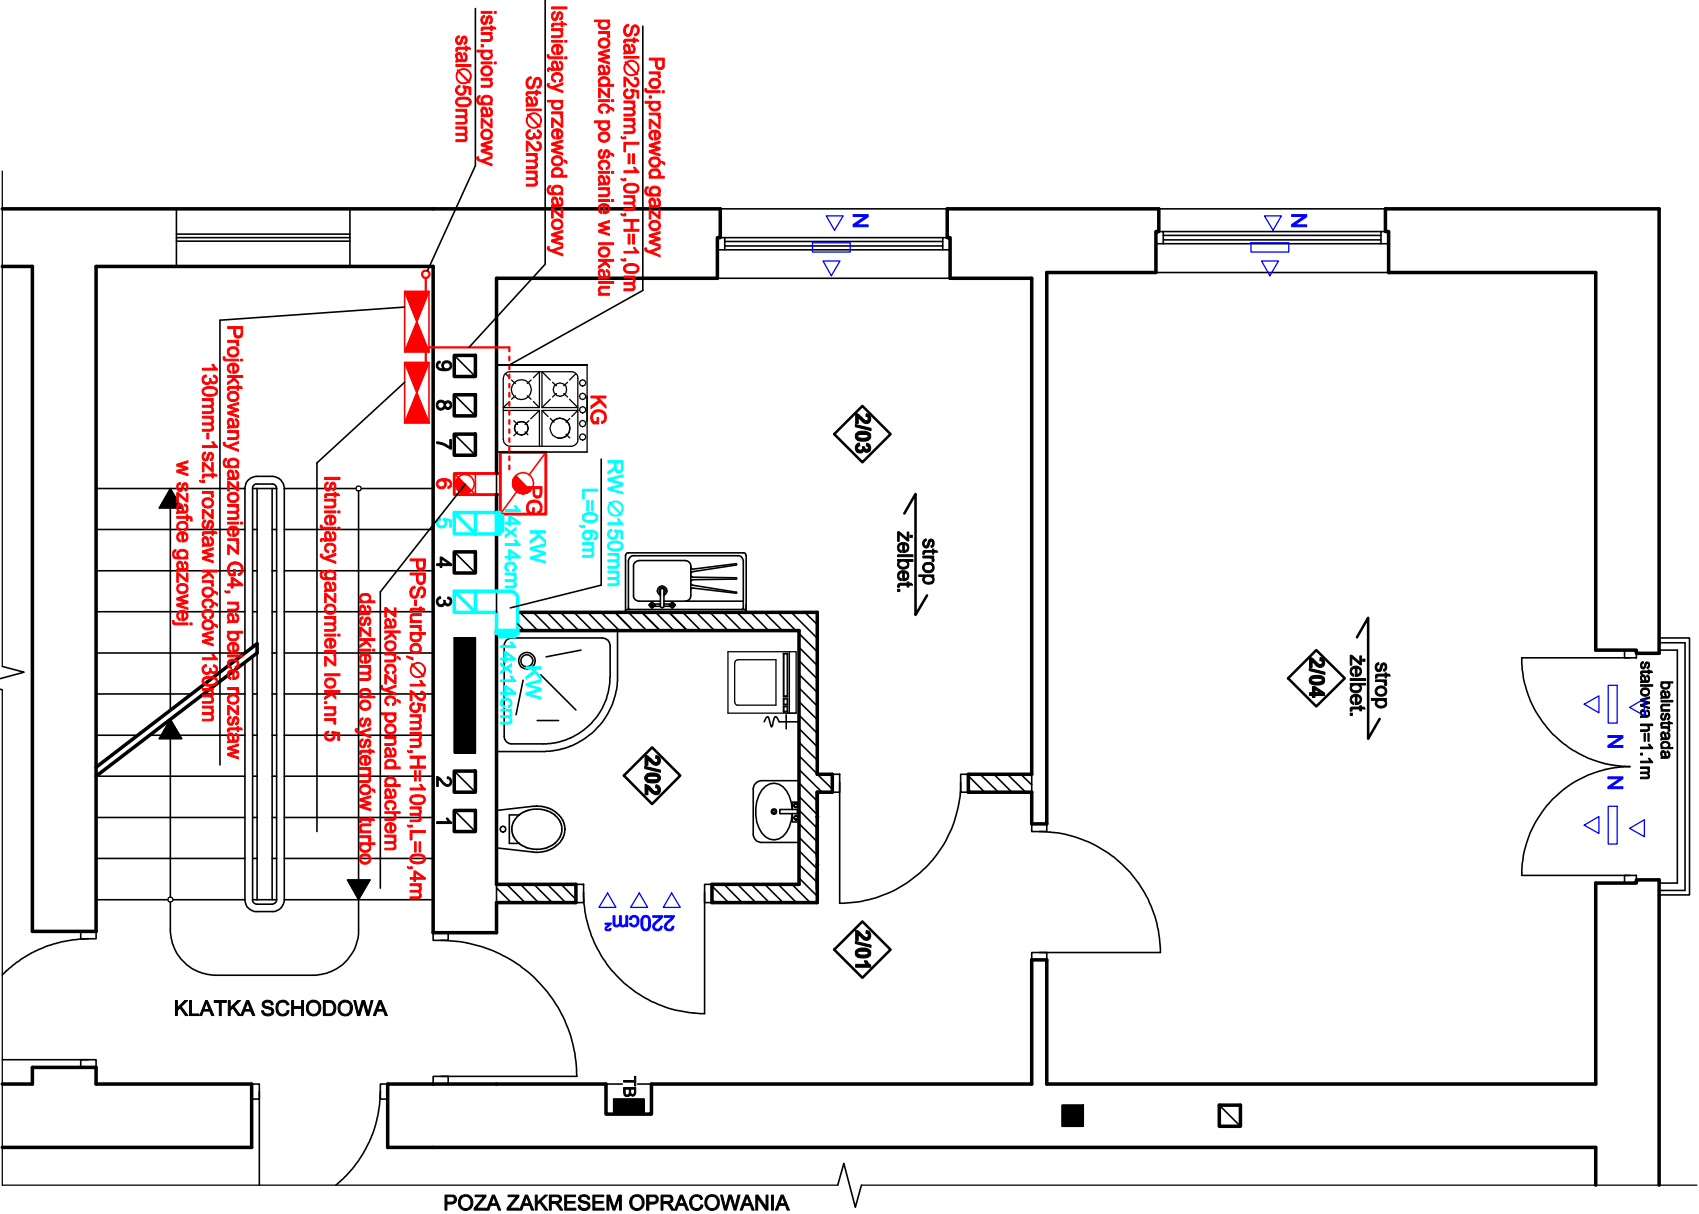 istn.pion gazowy
stal∅50mm
Istniejący przewód gazowy
Stal∅32mm
Proj.przewód gazowy
Stal∅25mm,L=1,0m,H=1,0m
prowadzić po ścianie w lokalu
N
N
balustrada
stalowa h=1.1m
N
N
strop
żelbet.
strop
żelbet.
2/03
2/04
2/02
2/01
KG
PG
RW ∅150mm
L=0,6m
KW
14x14cm
KW
14x14cm
9
8
7
6
5
4
3
2
1
Projektowany gazomierz G4, na belce rozstaw
130mm-1szt, rozstaw króćców 130mm
w szafce gazowej
Istniejący gazomierz lok.nr 5
PPS-turbo,∅125mm,H=10m,L=0,4m
zakończyć ponad dachem
daszkiem do systemów turbo
220cm²
KLATKA SCHODOWA
TB
POZA ZAKRESEM OPRACOWANIA